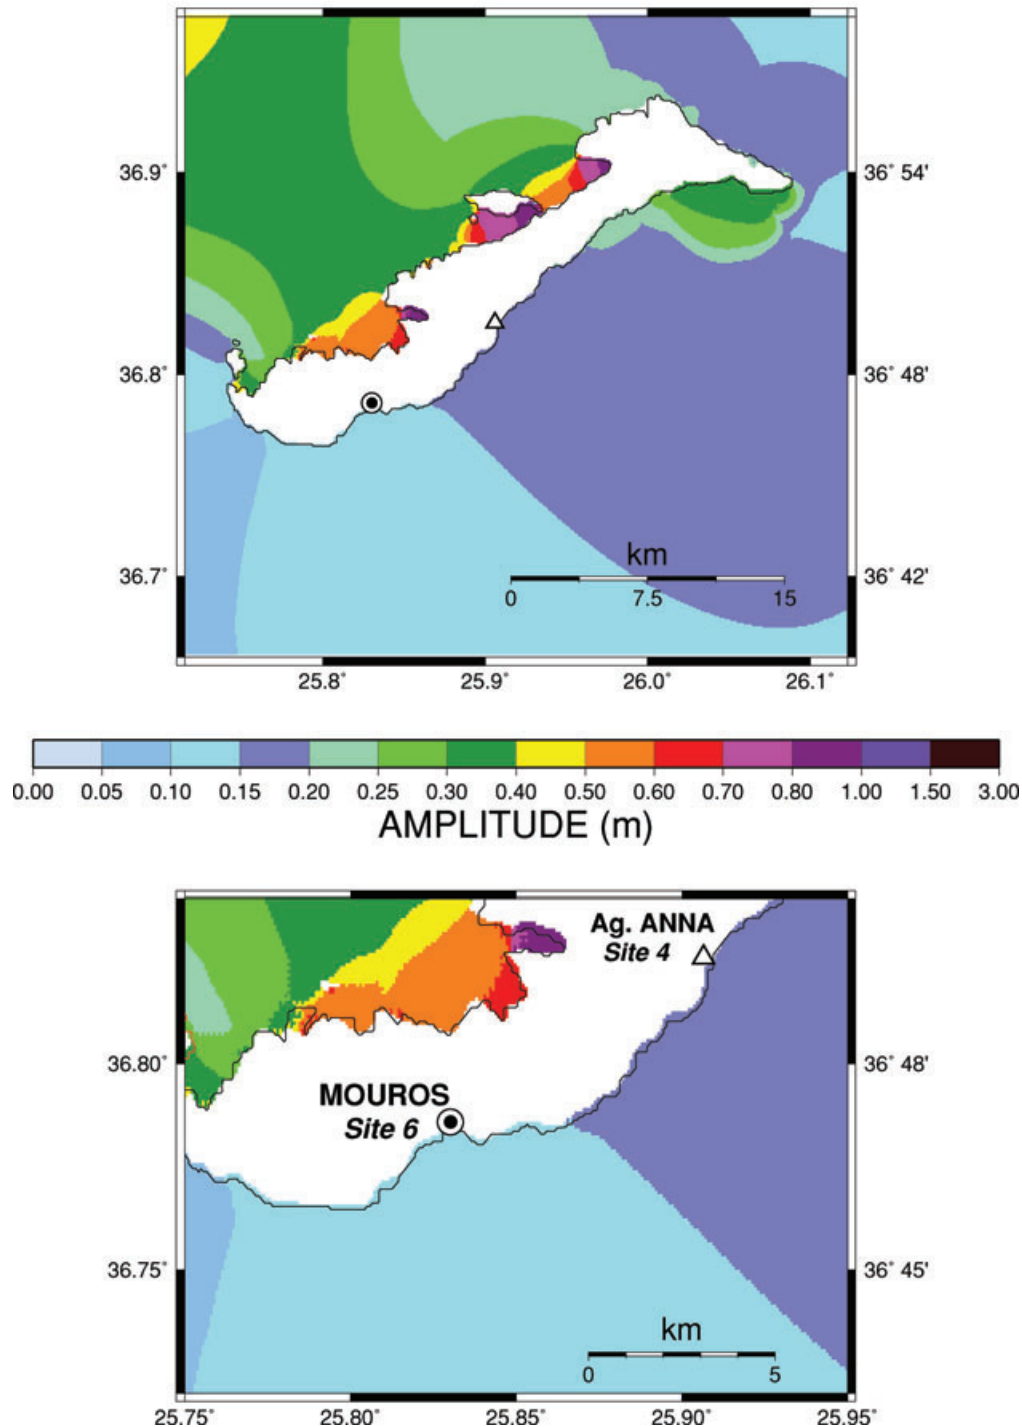 36.9˚ 36˚ 54'
36.8˚ 36˚ 48'
km
36.7˚ 36˚ 42'
0 7.5 15
25.8˚ 25.9˚ 26.0˚ 26.1˚
0.00 0.05 0.10 0.15 0.20 0.25 0.30 0.40 0.50 0.60 0.70 0.80 1.00 1.50 3.00
AMPLITUDE (m)
Ag. ANNA
Site 4
36.80˚ 36˚ 48'
MOUROS
Site 6
36.75˚ 36˚ 45'
km
0 5
25.75˚ 25.80˚ 25.85˚ 25.90˚ 25.95˚